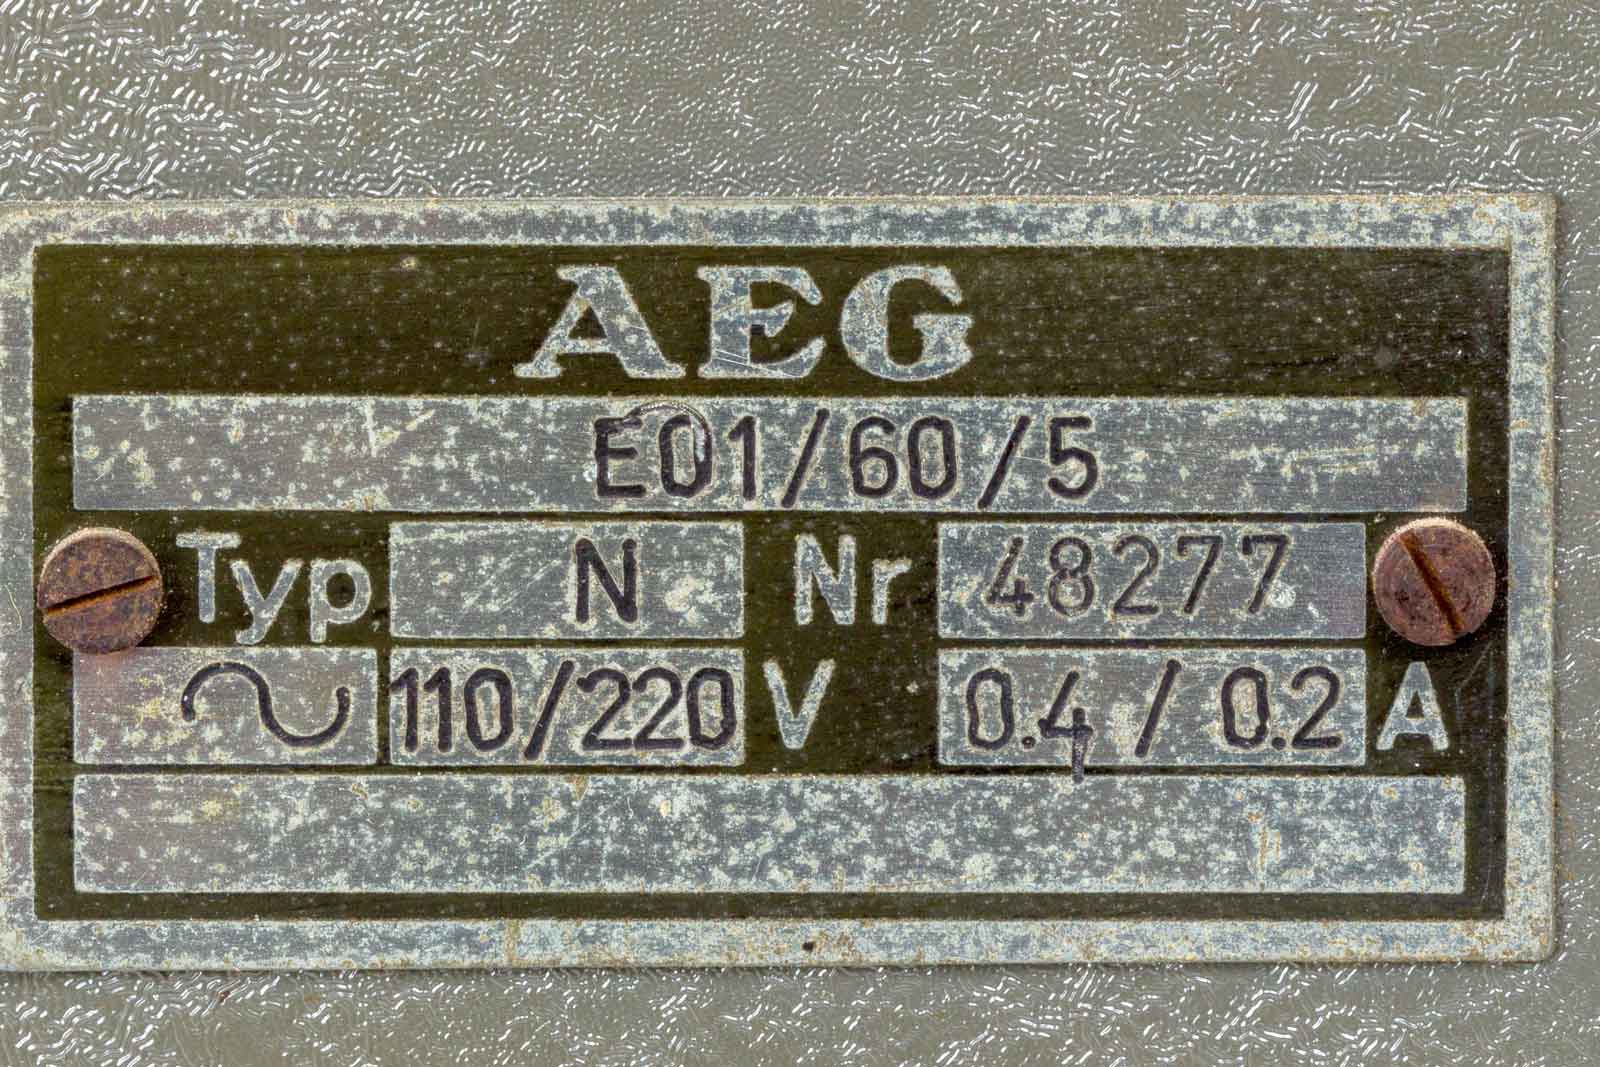 AEG
E01/60/5
Typ N Nr 48277
~ 110/220 V 0.4 / 0.2 A